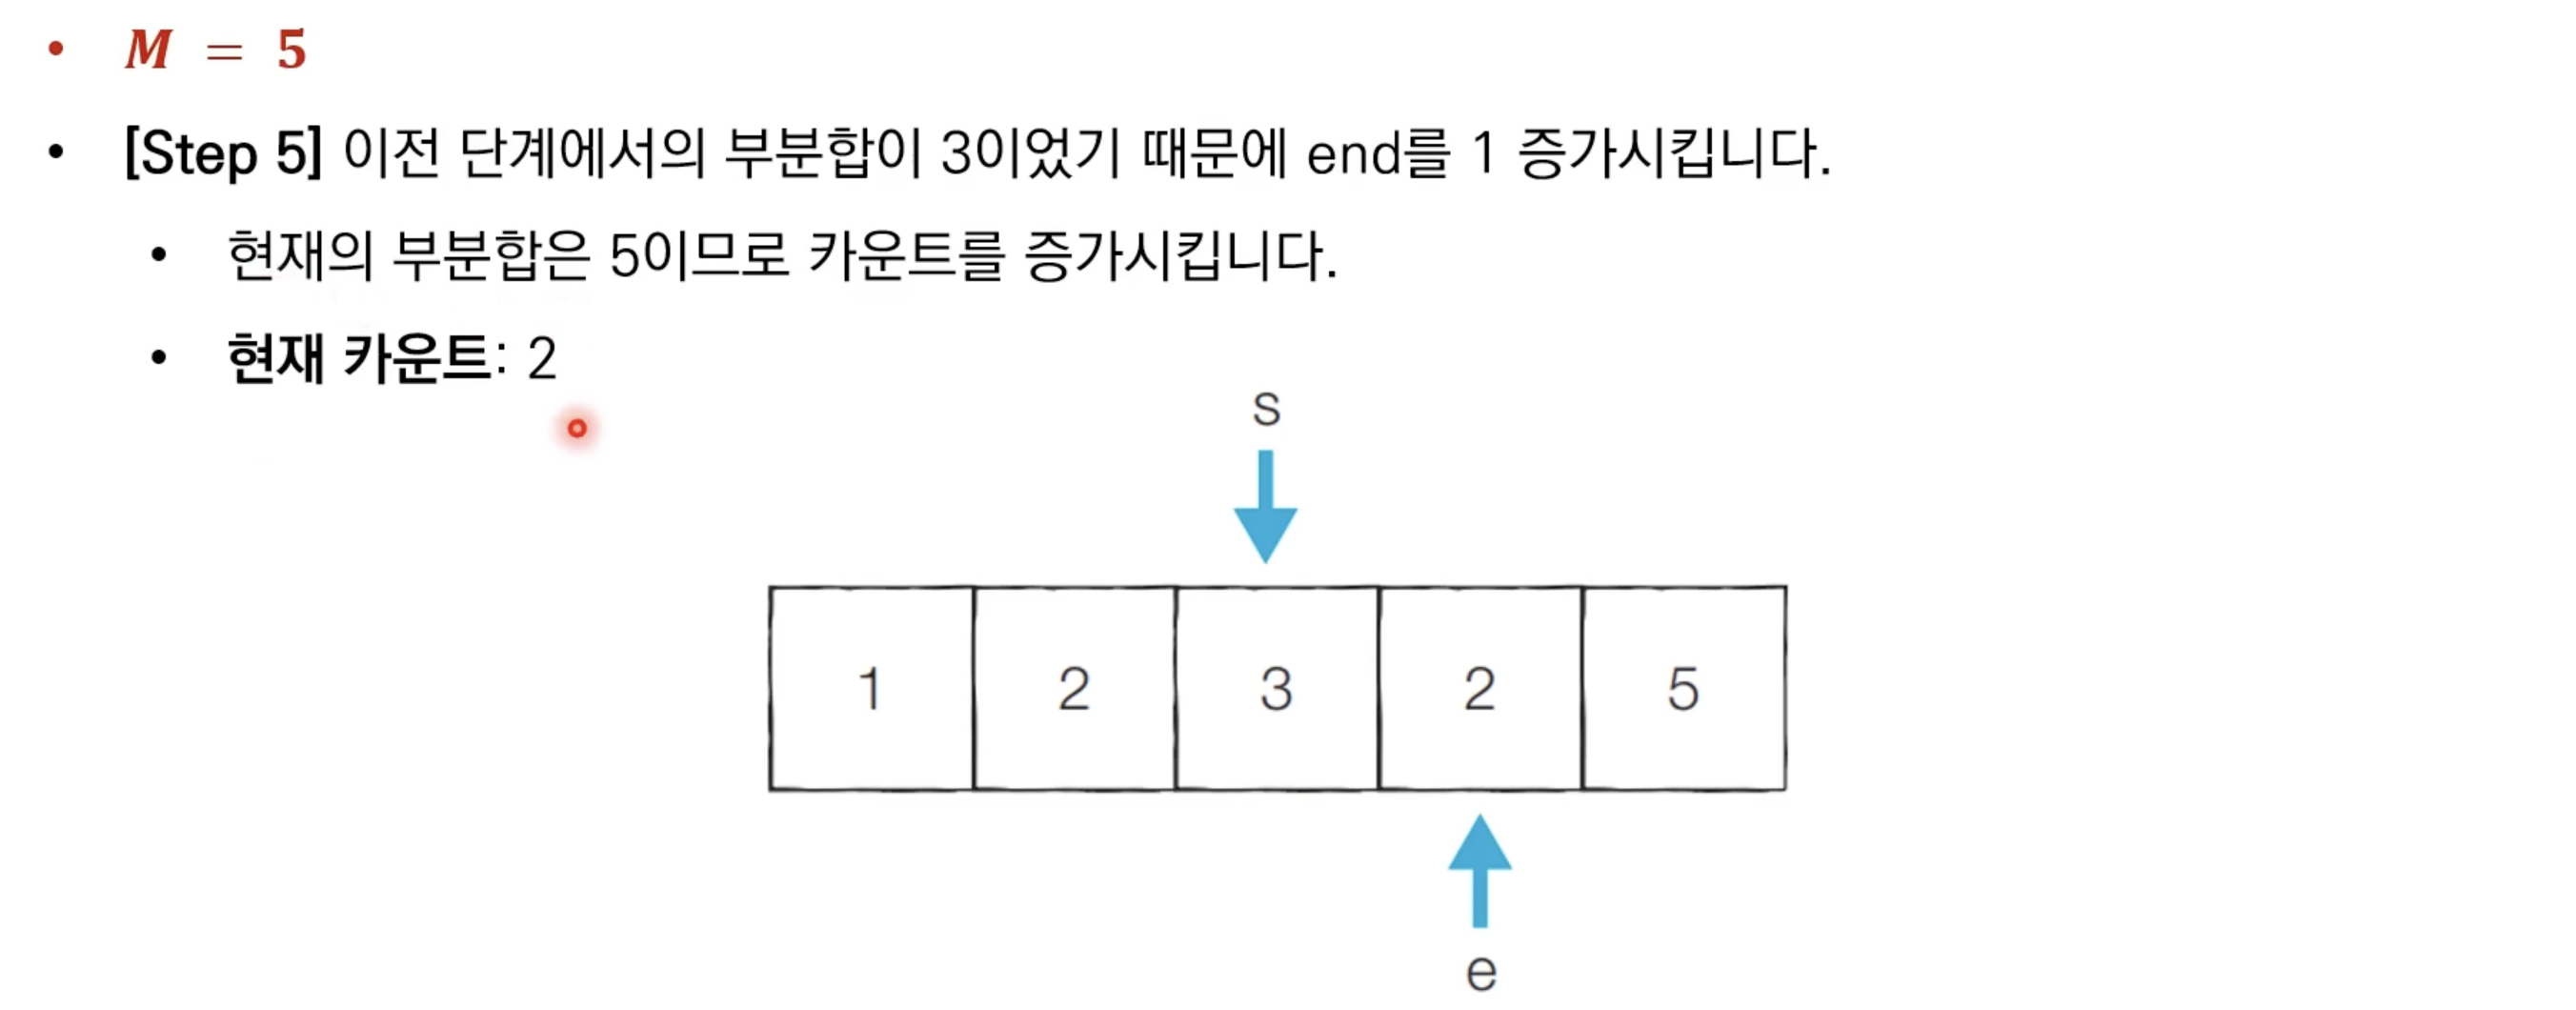 • M = 5
• [Step 5] 이전 단계에서의 부분합이 3이었기 때문에 end를 1 증가시킵니다.
• 현재의 부분합은 5이므로 카운트를 증가시킵니다.
• 현재 카운트: 2
s
1 2 3 2 5
e